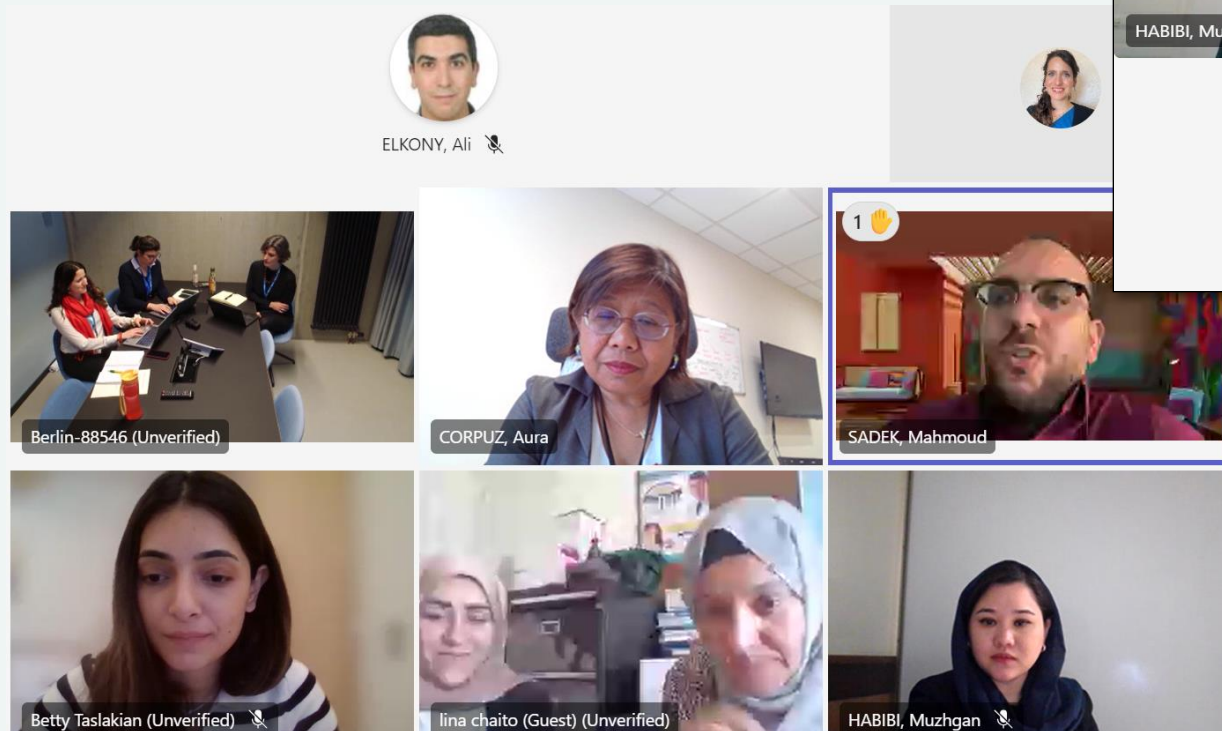 HABIBI, Mu
ELKONY, Ali
1
Berlin-88546 (Unverified)
CORPUZ, Aura
SADEK, Mahmoud
Betty Taslakian (Unverified)
lina chaito (Guest) (Unverified)
HABIBI, Muzhgan